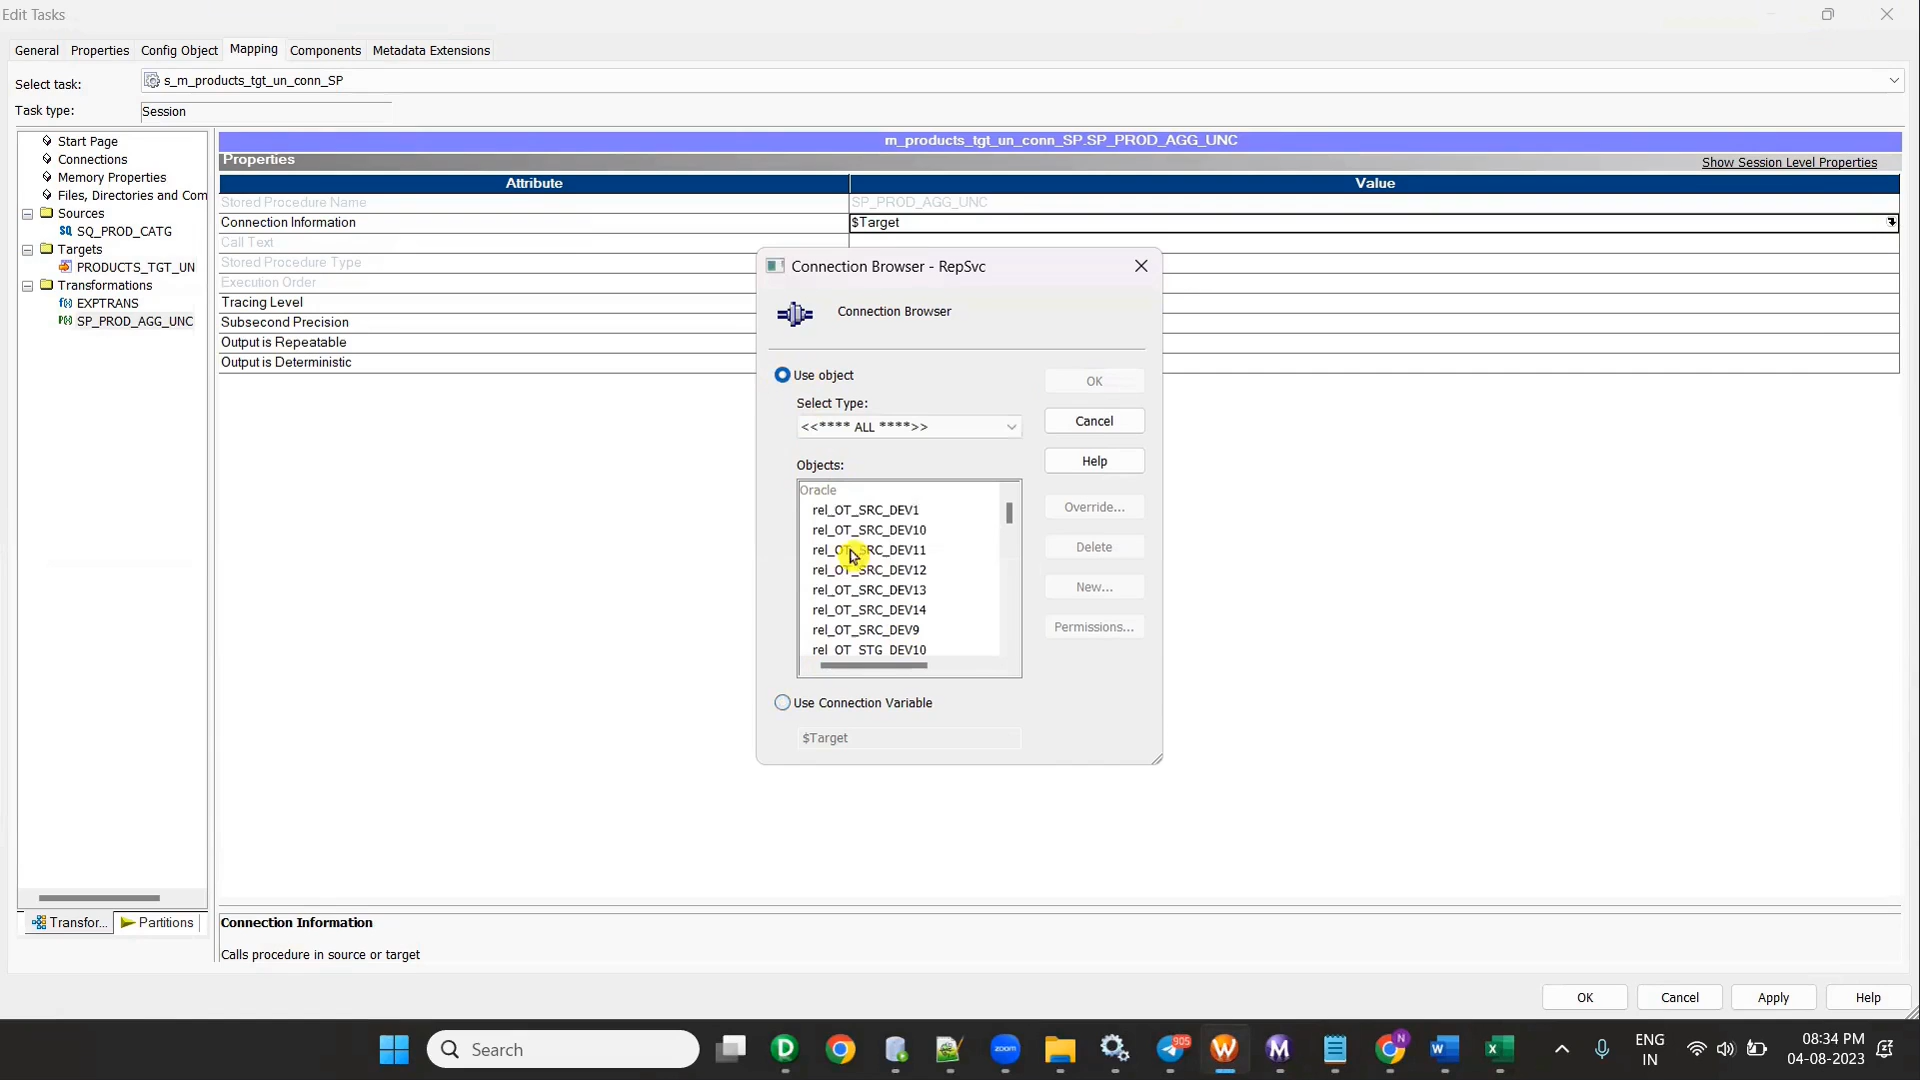 Edit Tasks
General Properties Config Object Mapping Components Metadata Extensions
Select task: s_m_products_tgt_un_conn_SP
Task type: Session
Start Page
Connections
Memory Properties
Files, Directories and Com
Sources
SQ_PROD_CATG
Targets
PRODUCTS_TGT_UN
Transformations
EXPTRANS
SP_PROD_AGG_UNC
Transfor... Partitions
m_products_tgt_un_conn_SP.SP_PROD_AGG_UNC
Properties Show Session Level Properties
Attribute Value
Stored Procedure Name SP_PROD_AGG_UNC
Connection Information $Target
Call Text
Stored Procedure Type
Execution Order
Tracing Level
Subsecond Precision
Output is Repeatable
Output is Deterministic
Connection Browser - RepSvc
Connection Browser
Use object
Select Type:
<<**** ALL ****>>
Objects:
Oracle
rel_OT_SRC_DEV1
rel_OT_SRC_DEV10
rel_OT_SRC_DEV11
rel_OT_SRC_DEV12
rel_OT_SRC_DEV13
rel_OT_SRC_DEV14
rel_OT_SRC_DEV9
rel_OT_STG_DEV10
Use Connection Variable
$Target
OK
Cancel
Help
Override...
Delete
New...
Permissions...
Connection Information
Calls procedure in source or target
OK Cancel Apply Help
Search
905
N
zoom
ENG
IN
08:34 PM
04-08-2023